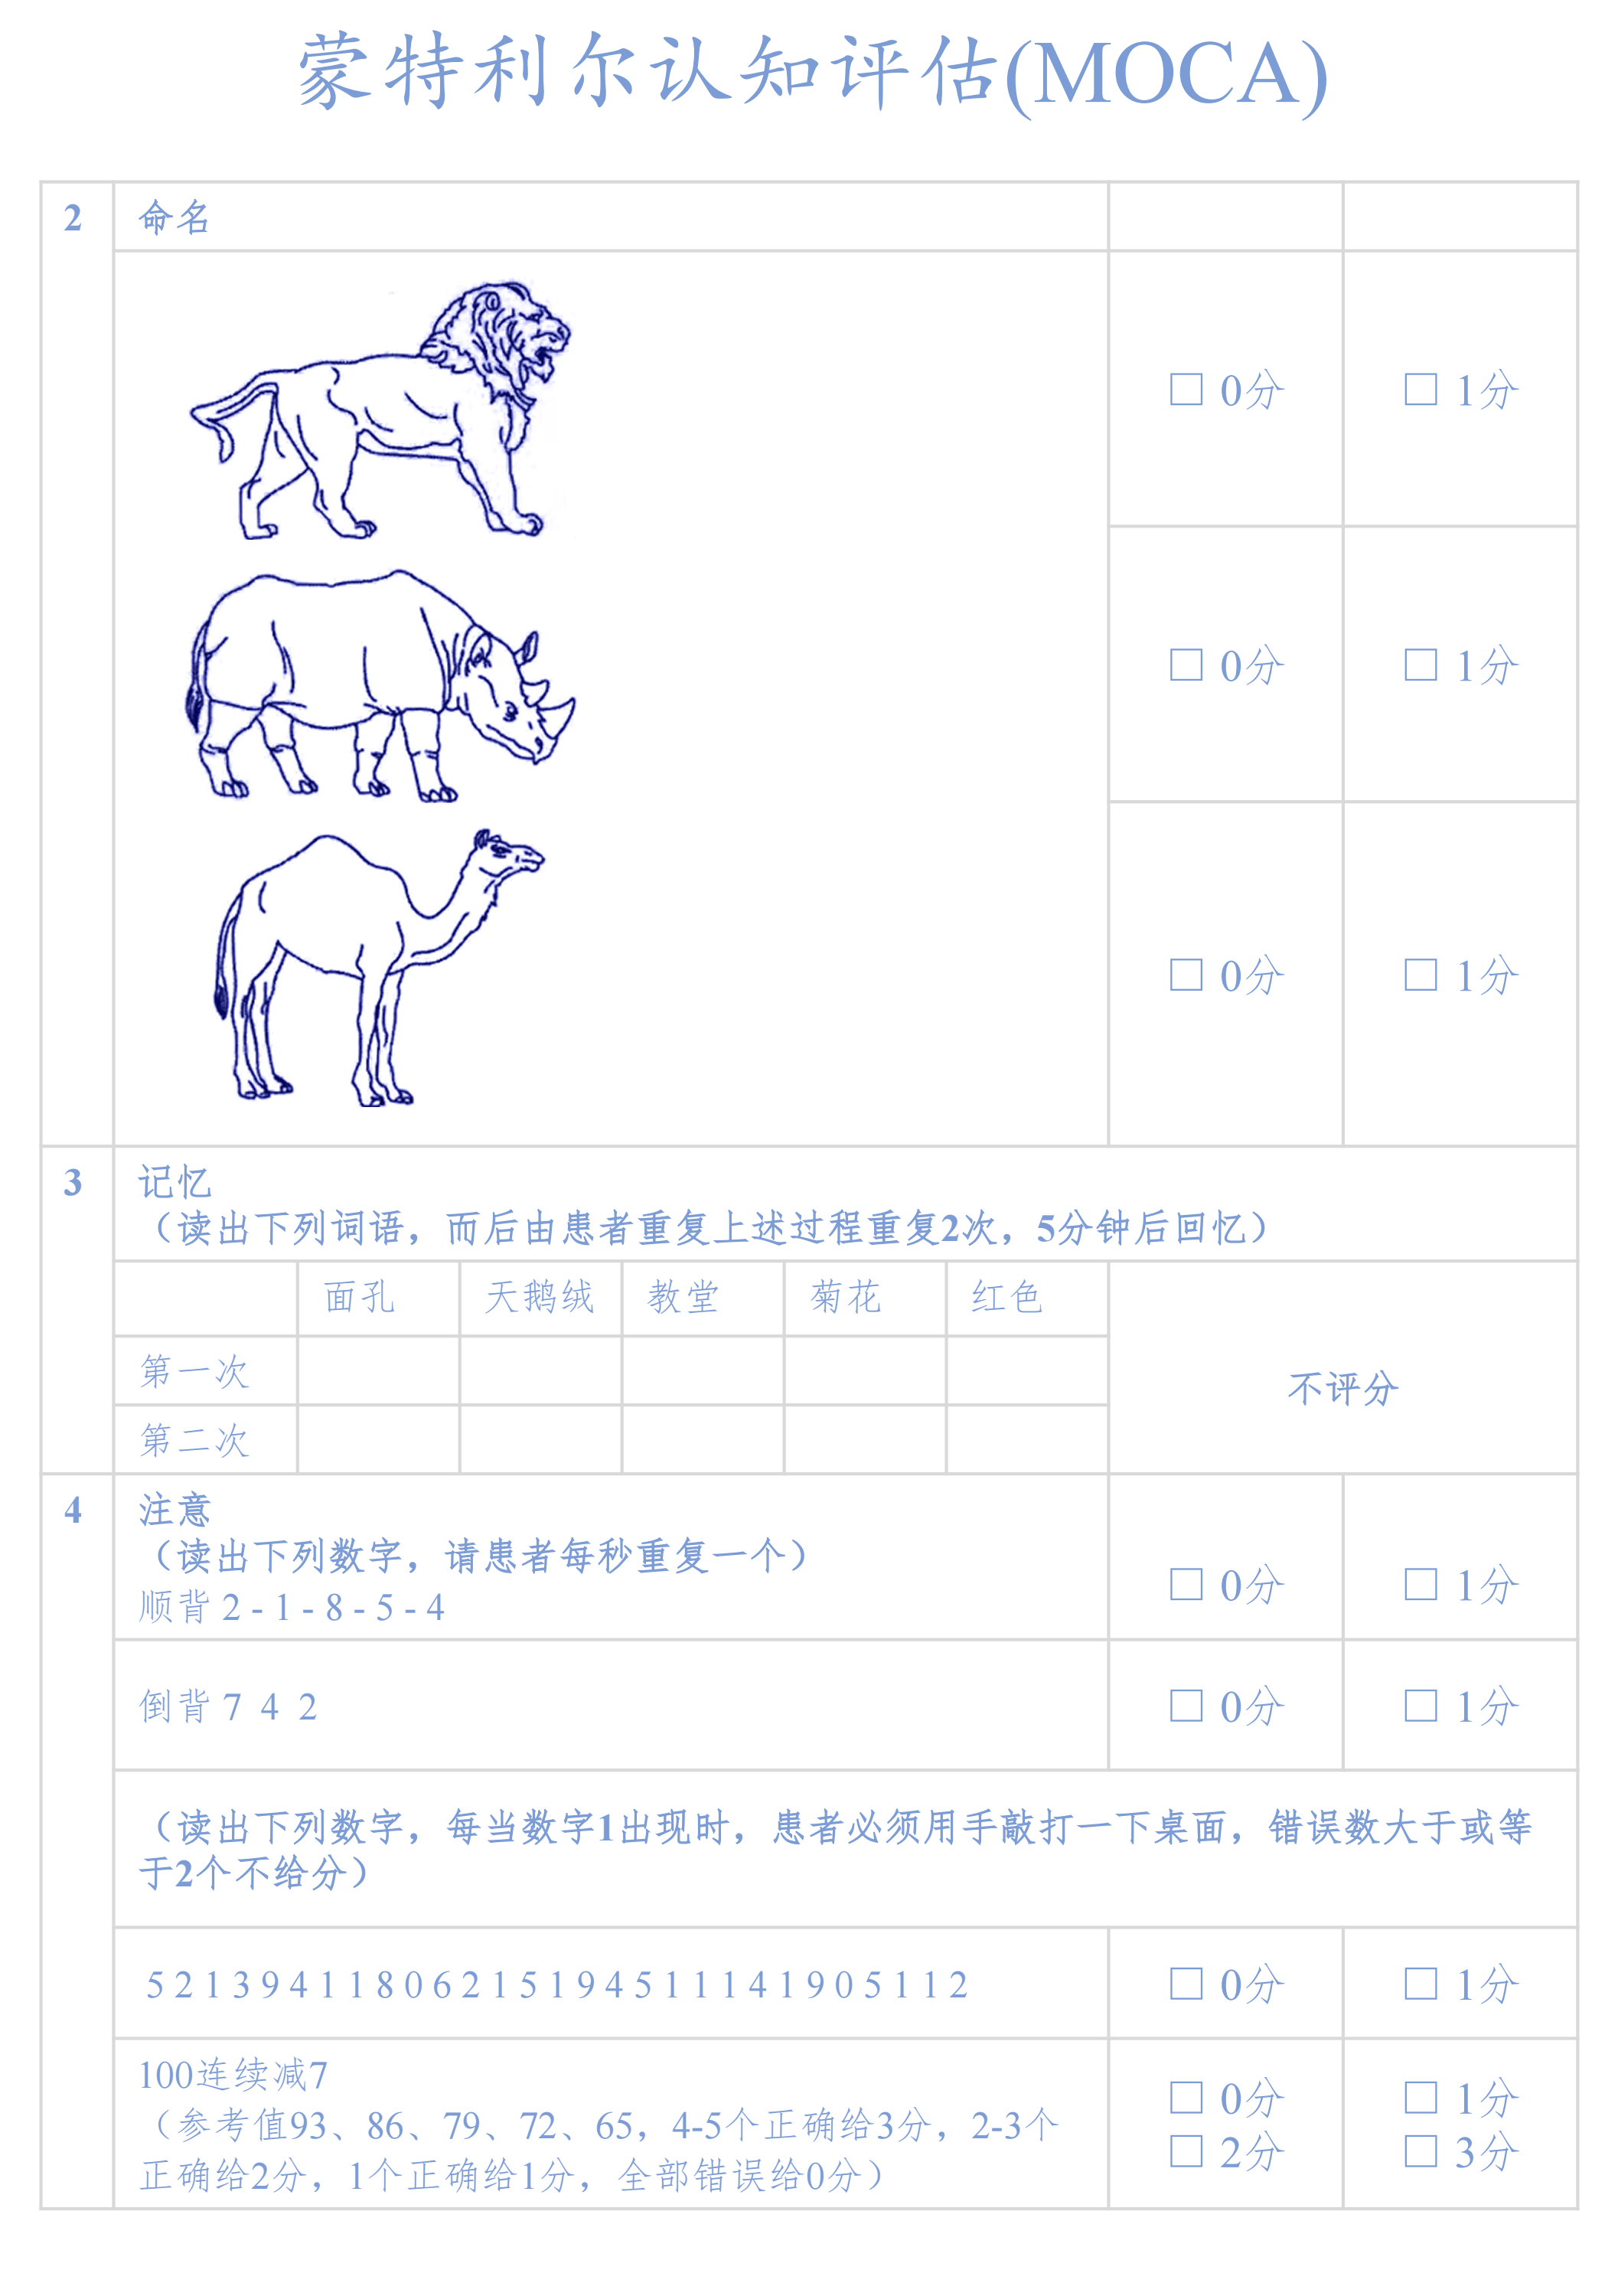 蒙特利尔认知评估(MOCA)
2 命名
□ 0分 □ 1分
□ 0分 □ 1分
□ 0分 □ 1分
3 记忆
（读出下列词语，而后由患者重复上述过程重复2次，5分钟后回忆）
面孔 天鹅绒 教堂 菊花 红色
第一次
不评分
第二次
4 注意
（读出下列数字，请患者每秒重复一个）
顺背 2 - 1 - 8 - 5 - 4 □ 0分 □ 1分
倒背 7 4 2 □ 0分 □ 1分
（读出下列数字，每当数字1出现时，患者必须用手敲打一下桌面，错误数大于或等
于2个不给分）
5 2 1 3 9 4 1 1 8 0 6 2 1 5 1 9 4 5 1 1 1 4 1 9 0 5 1 1 2 □ 0分 □ 1分
100连续减7
□ 0分 □ 1分
（参考值93、86、79、72、65，4-5个正确给3分，2-3个
□ 2分 □ 3分
正确给2分，1个正确给1分，全部错误给0分）